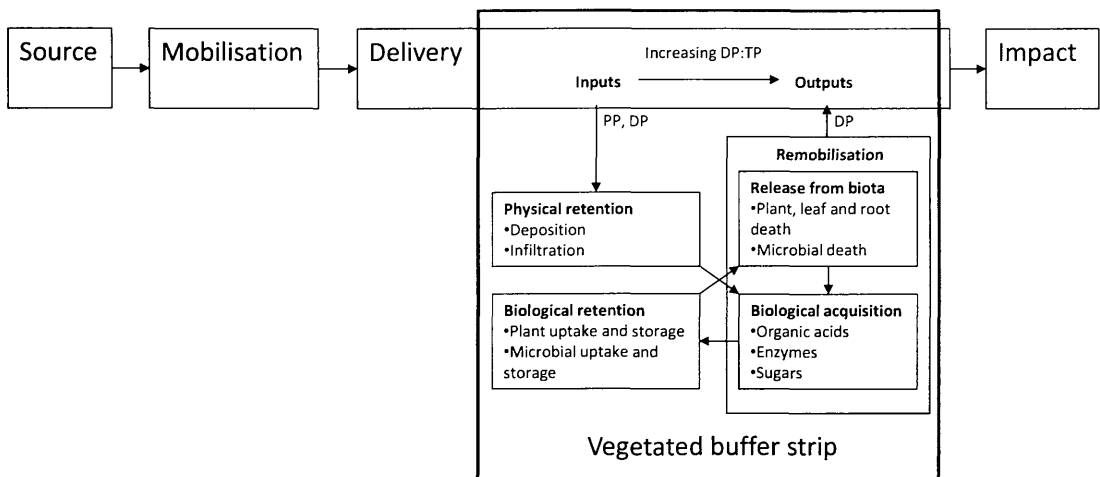 Source
Mobilisation
Delivery
Impact
Increasing DP:TP
Inputs
Outputs
PP, DP
DP
Remobilisation
Physical retention
•Deposition
•Infiltration
Release from biota
•Plant, leaf and root
death
•Microbial death
Biological retention
•Plant uptake and storage
•Microbial uptake and
storage
Biological acquisition
•Organic acids
•Enzymes
•Sugars
Vegetated buffer strip